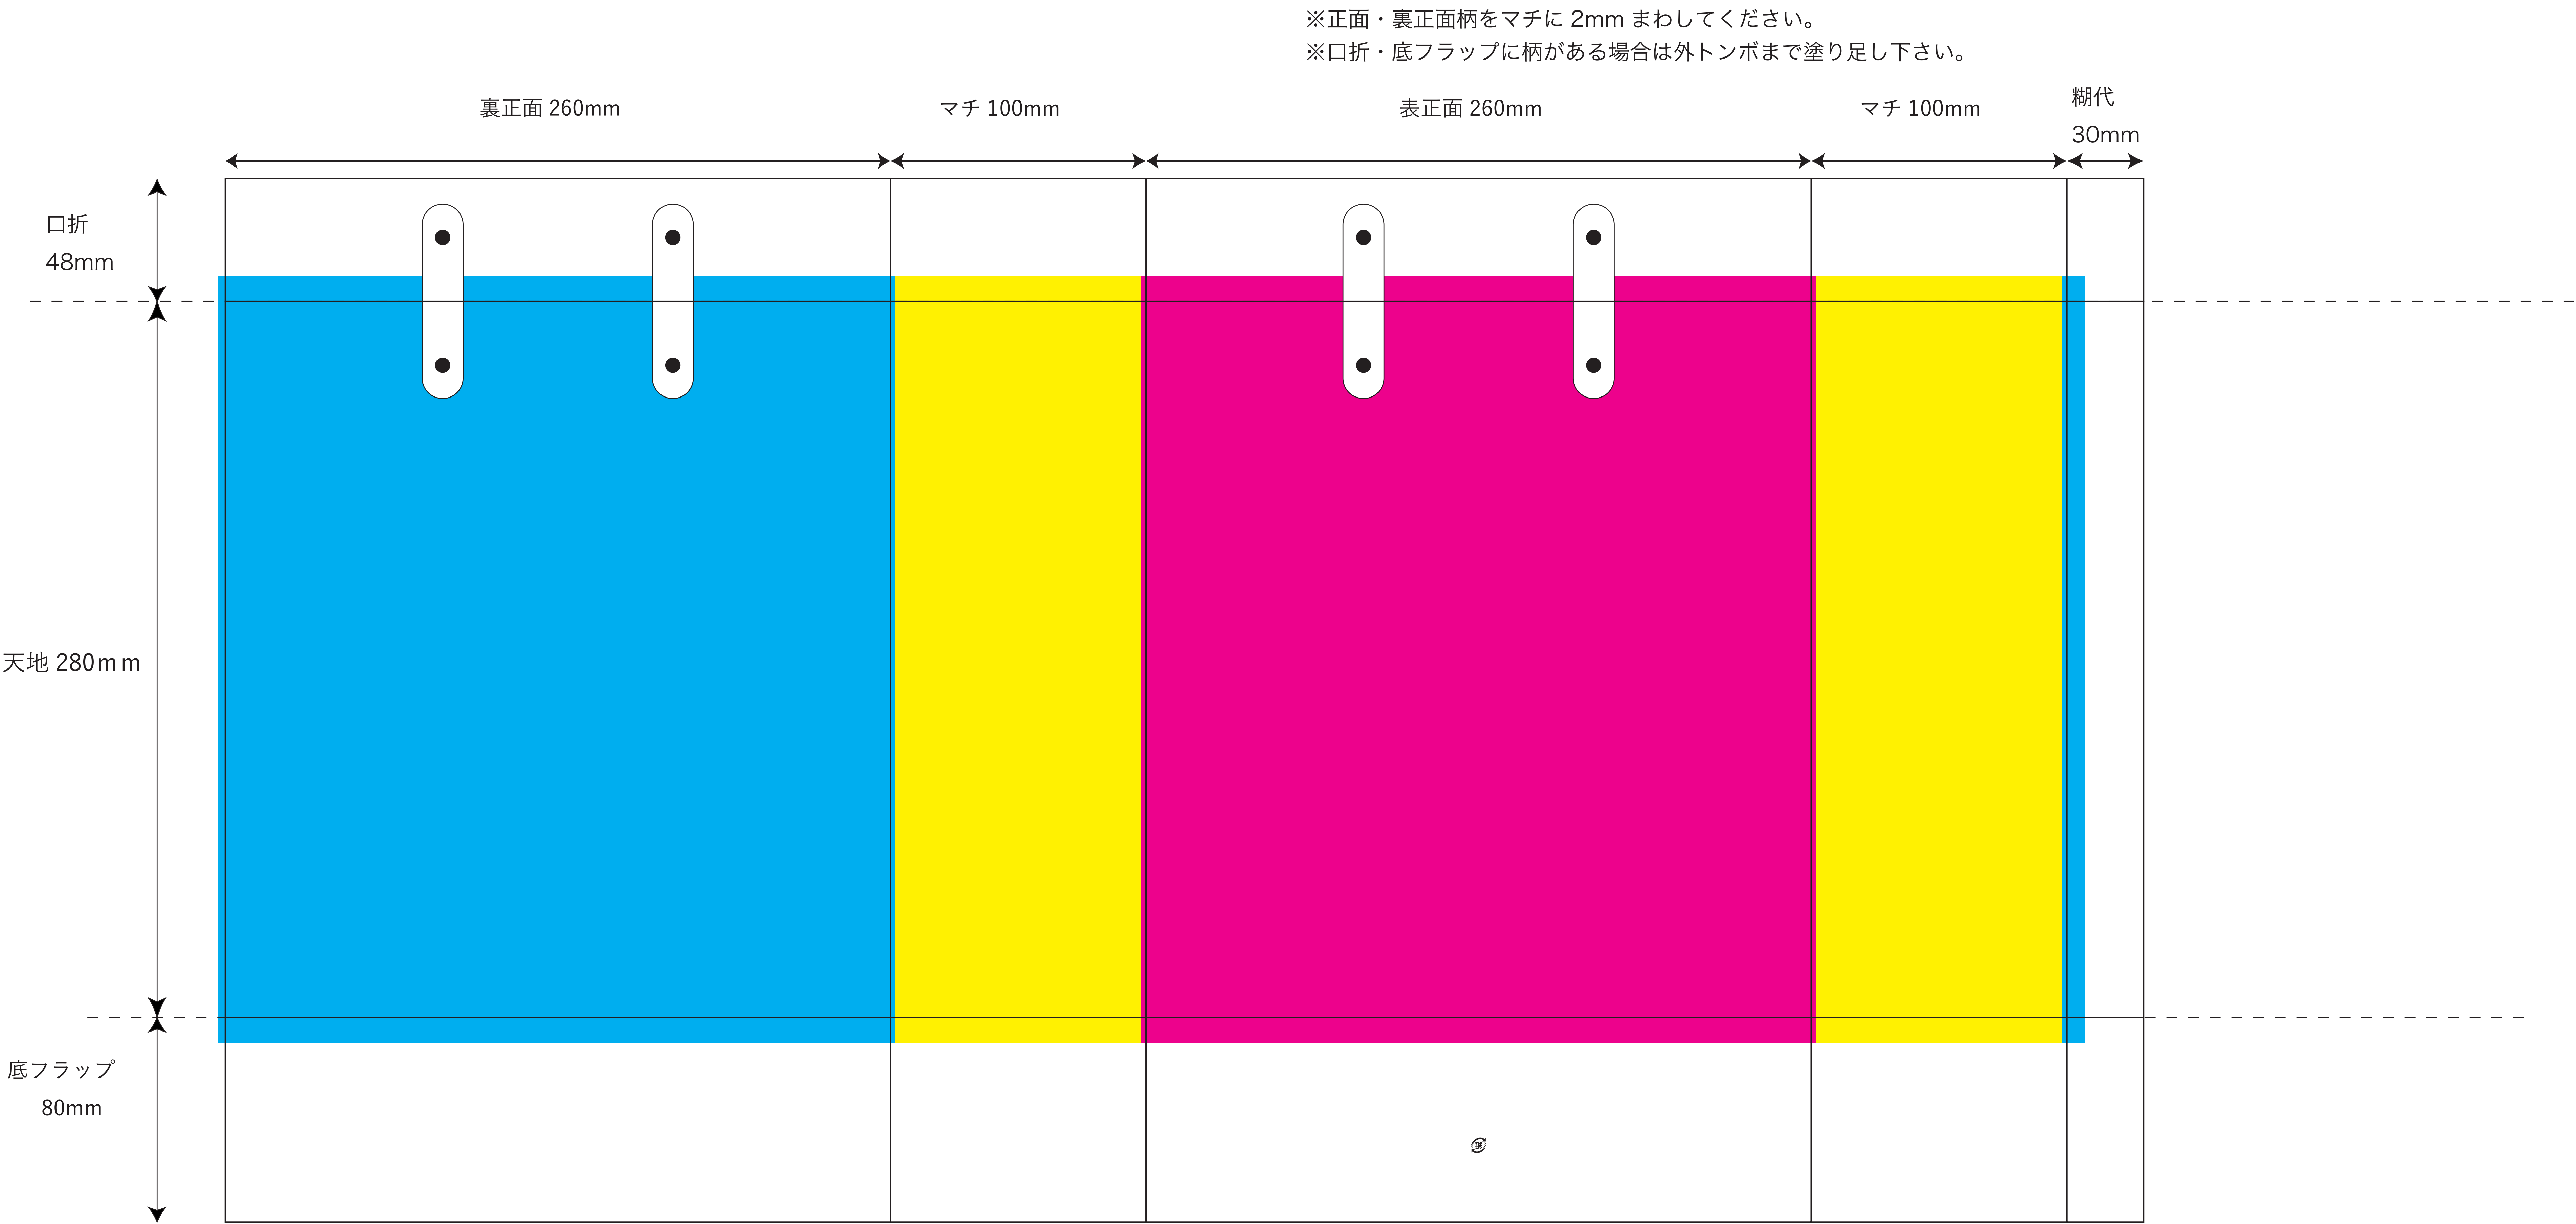 ※正面・裏正面柄をマチに 2mm まわしてください。
※口折・底フラップに柄がある場合は外トンボまで塗り足し下さい。
裏正面 260mm
マチ 100mm
表正面 260mm
マチ 100mm
糊代
30mm
口折
48mm
天地 280mm
底フラップ
80mm